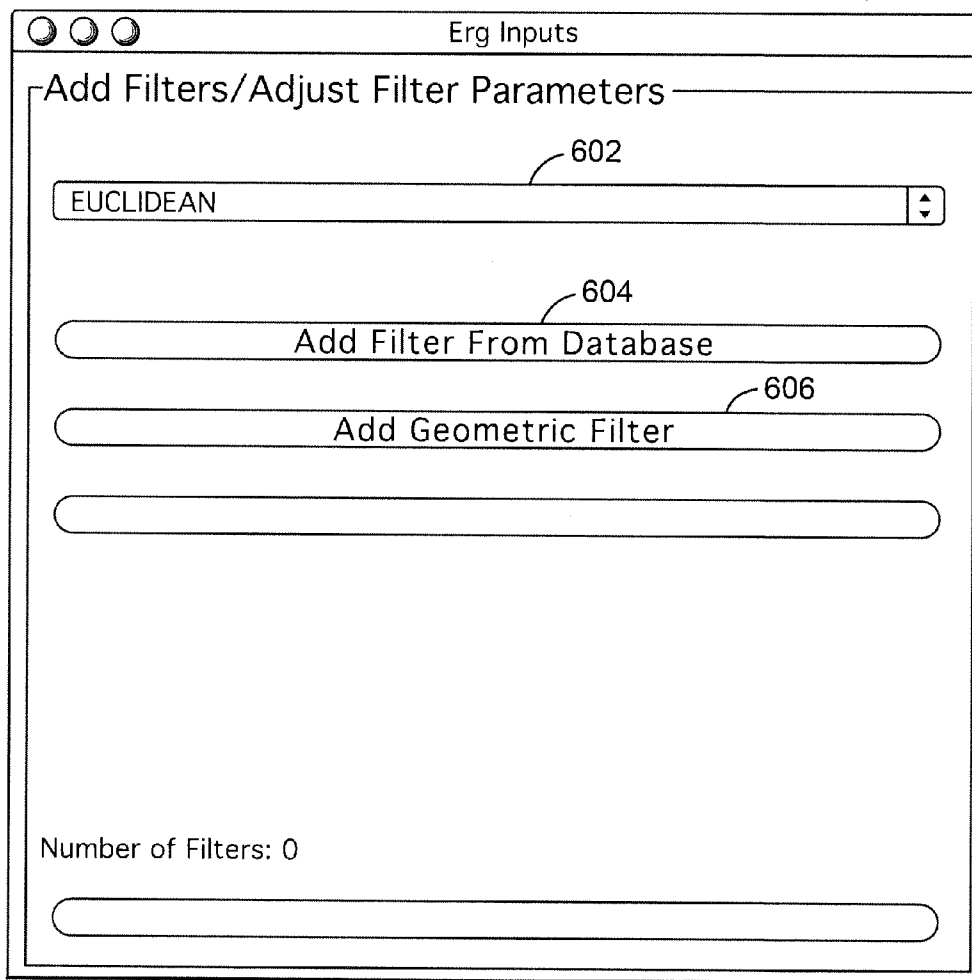 Erg Inputs
Add Filters/Adjust Filter Parameters
602
EUCLIDEAN
604
Add Filter From Database
606
Add Geometric Filter
Number of Filters: 0